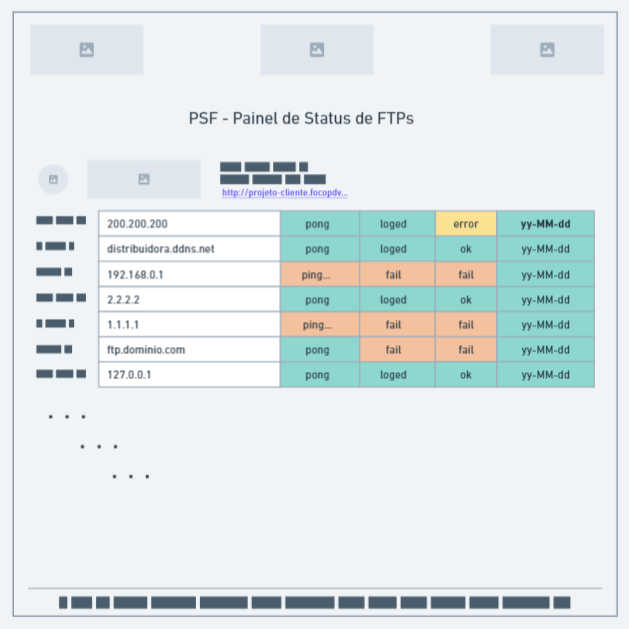 PSF - Painel de Status de FTPs
http://projeto-cliente.focopdv...
200.200.200 pong loged error yy-MM-dd
distribuidora.ddns.net pong loged ok yy-MM-dd
192.168.0.1 ping... fail fail yy-MM-dd
2.2.2.2 pong loged ok yy-MM-dd
1.1.1.1 ping... fail fail yy-MM-dd
ftp.dominio.com pong fail fail yy-MM-dd
127.0.0.1 pong loged ok yy-MM-dd
. . .
. . .
. . .